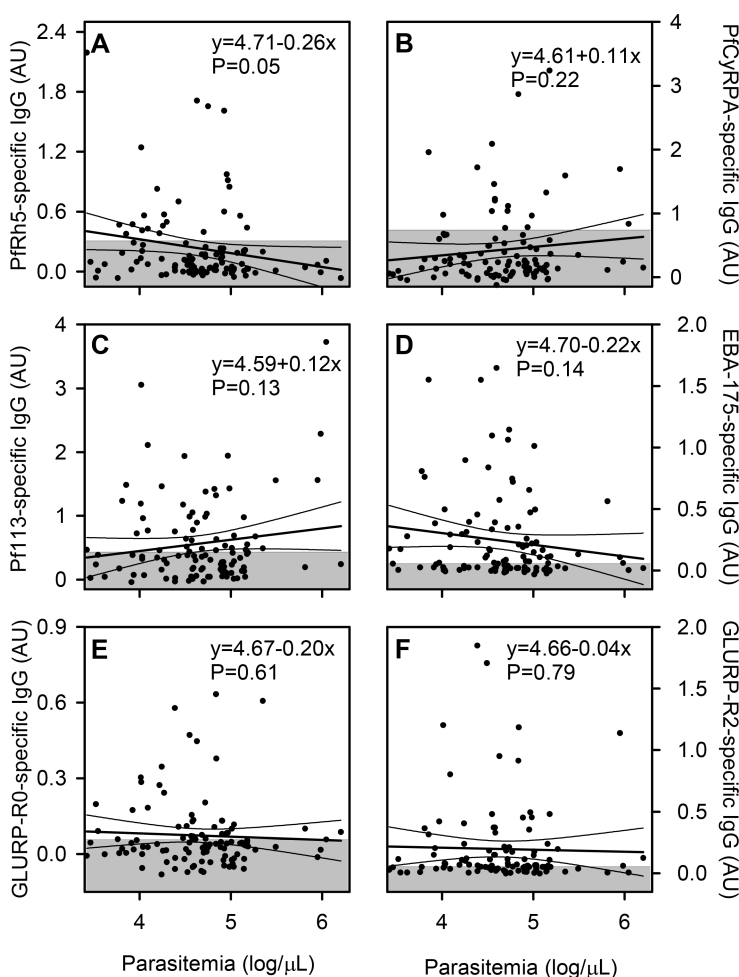 A
y=4.71-0.26x
P=0.05
PfRh5-specific IgG (AU)
2.4
1.8
1.2
0.6
0.0
B
y=4.61+0.11x
P=0.22
PfCyRPA-specific IgG (AU)
4
3
2
1
0
C
y=4.59+0.12x
P=0.13
Pf113-specific IgG (AU)
4
3
2
1
0
D
y=4.70-0.22x
P=0.14
EBA-175-specific IgG (AU)
2.0
1.5
1.0
0.5
0.0
E
y=4.67-0.20x
P=0.61
GLURP-R0-specific IgG (AU)
0.9
0.6
0.3
0.0
4 5 6
Parasitemia (log/μL)
F
y=4.66-0.04x
P=0.79
GLURP-R2-specific IgG (AU)
2.0
1.5
1.0
0.5
0.0
4 5 6
Parasitemia (log/μL)